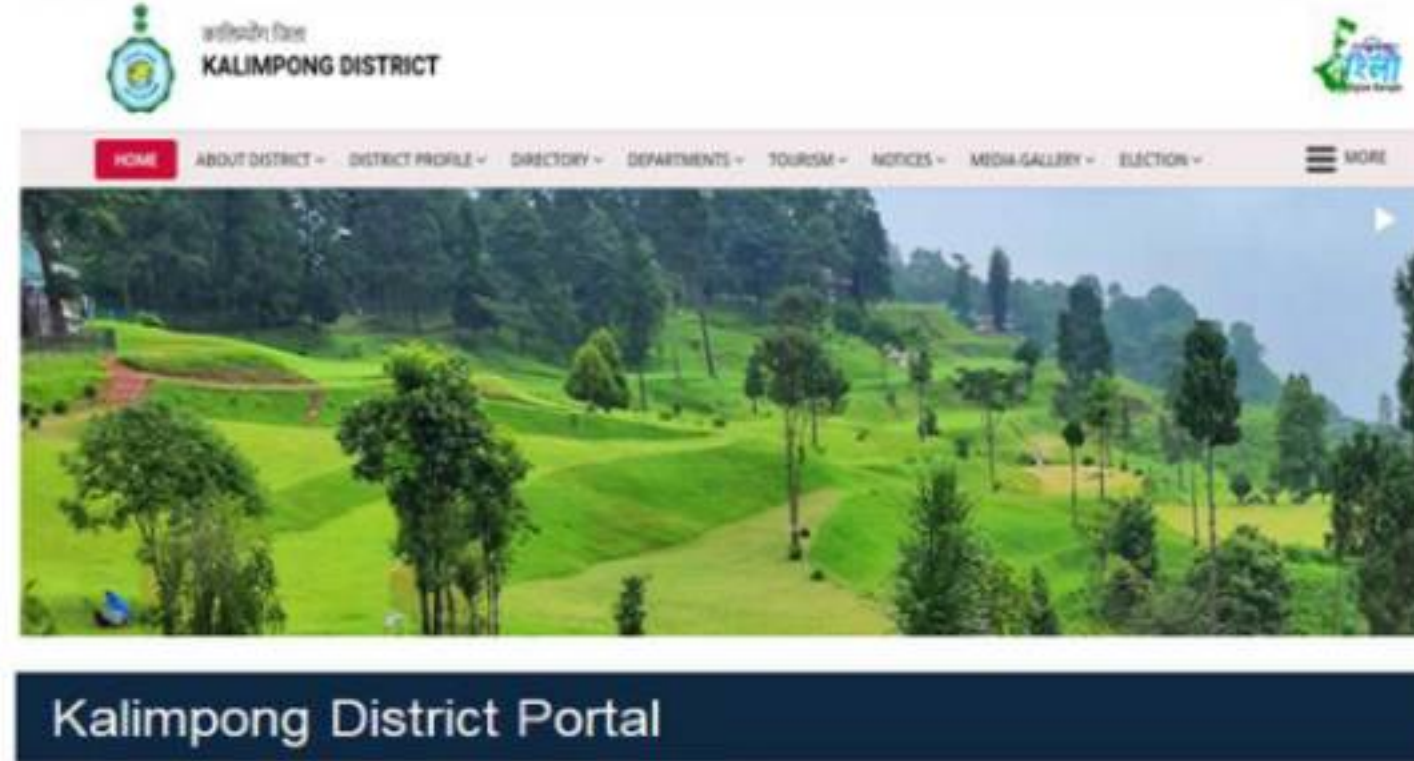 कालिम्पोंग जिला
KALIMPONG DISTRICT
HOME ABOUT DISTRICT DISTRICT PROFILE DIRECTORY DEPARTMENTS TOURISM NOTICES MEDIA GALLERY ELECTION MORE
Kalimpong District Portal